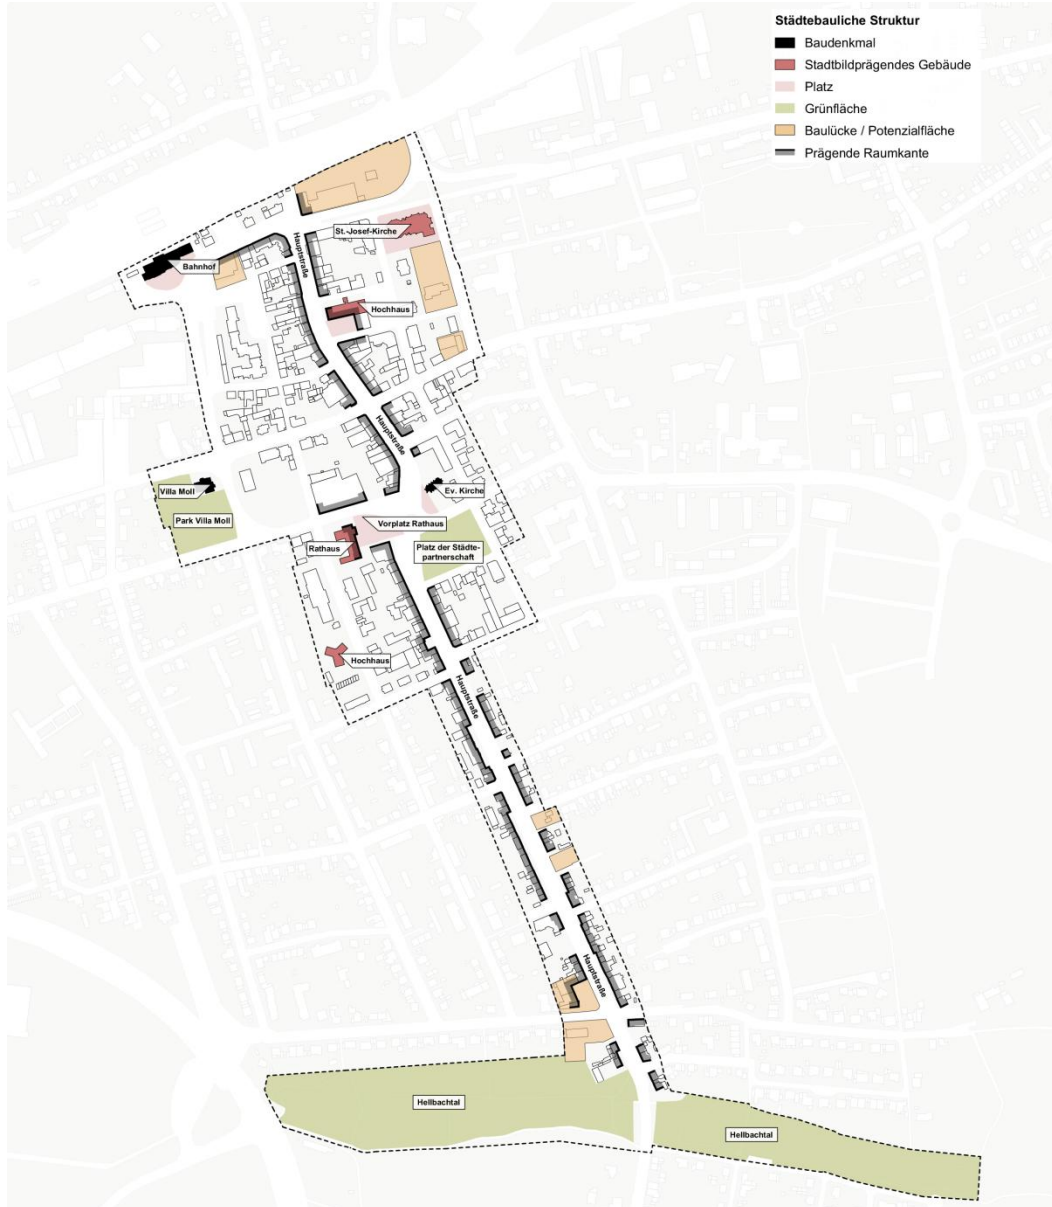 Städtebauliche Struktur
Baudenkmal
Stadtbildprägendes Gebäude
Platz
Grünfläche
Baulücke / Potenzialfläche
Prägende Raumkante
St.-Josef-Kirche
Hauptstraße
Bahnhof
Hochhaus
Hauptstraße
Villa Moll
Ev. Kirche
Park Villa Moll
Vorplatz Rathaus
Rathaus
Platz der Städte-
partnerschaft
Hochhaus
Hauptstraße
Hauptstraße
Hellbachtal
Hellbachtal